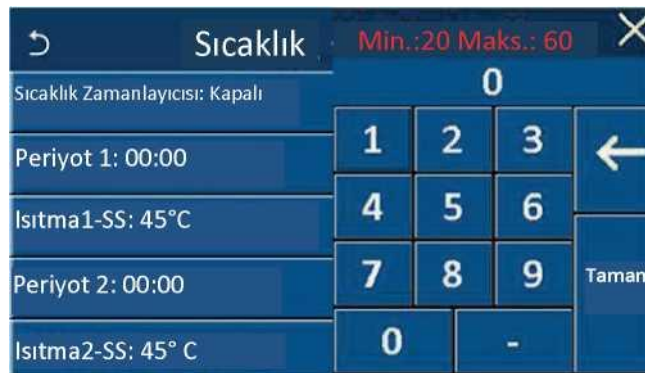 Sıcaklık
Sıcaklık Zamanlayıcısı: Kapalı
Periyot 1: 00:00
Isıtma1-SS: 45°C
Periyot 2: 00:00
Isıtma2-SS: 45° C
Min.:20 Maks.: 60
0
1 2 3
4 5 6
7 8 9
Tamam
0 -